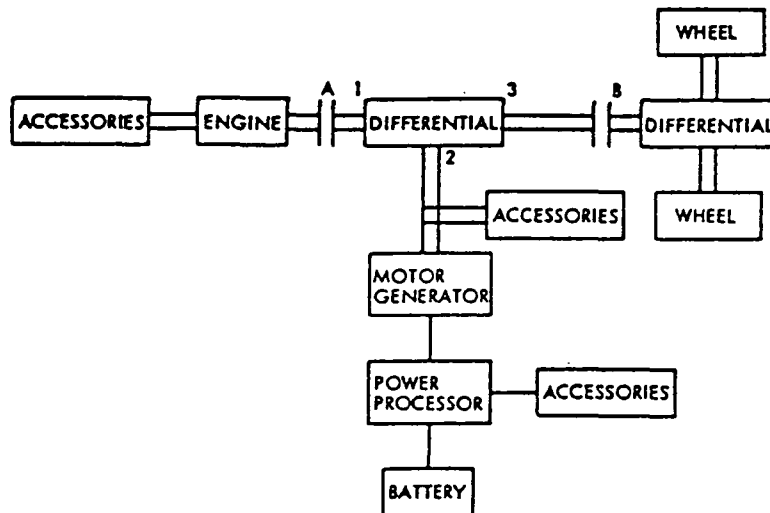 WHEEL
A 1 3 B
ACCESSORIES ENGINE DIFFERENTIAL DIFFERENTIAL
2
ACCESSORIES WHEEL
MOTOR
GENERATOR
POWER
PROCESSOR
ACCESSORIES
BATTERY